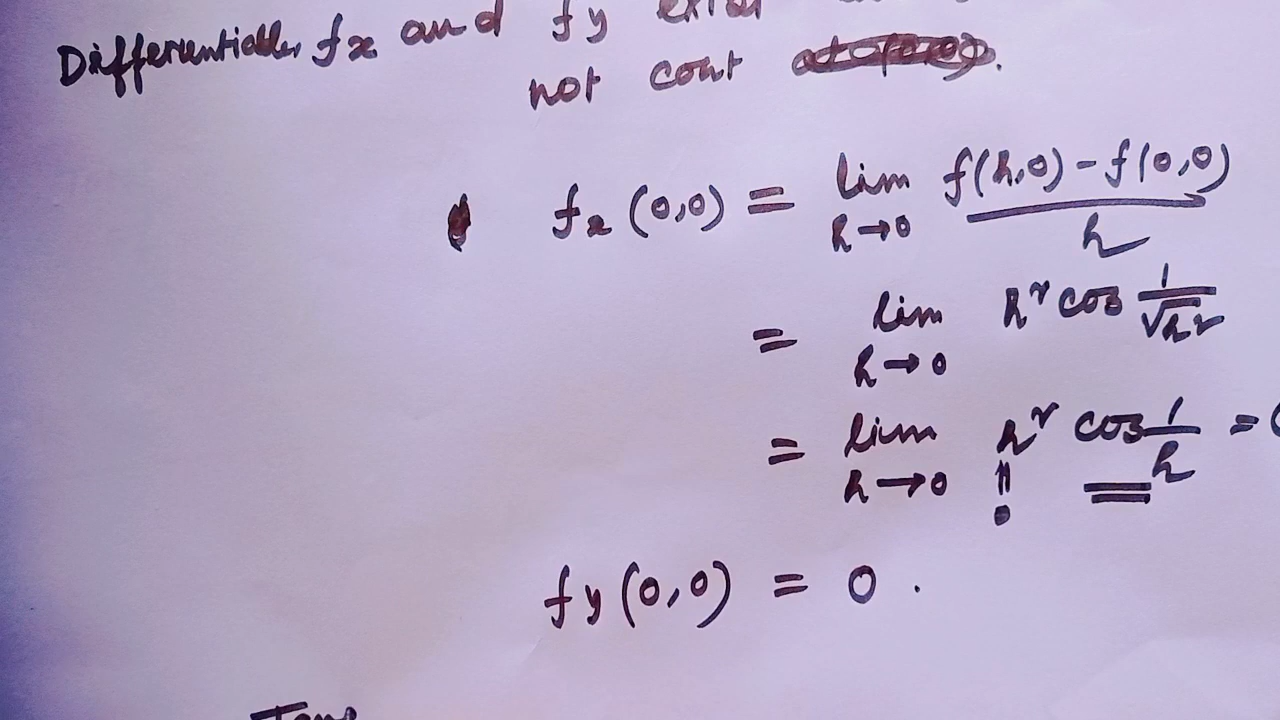 Differentiable, fx and fy exist
not cont
fx (0,0) = lim h→0 f(h,0) - f(0,0) / h
= lim h→0 h² cos 1/√h²
= lim h→0 h² cos 1/h =
fy (0,0) = 0 .